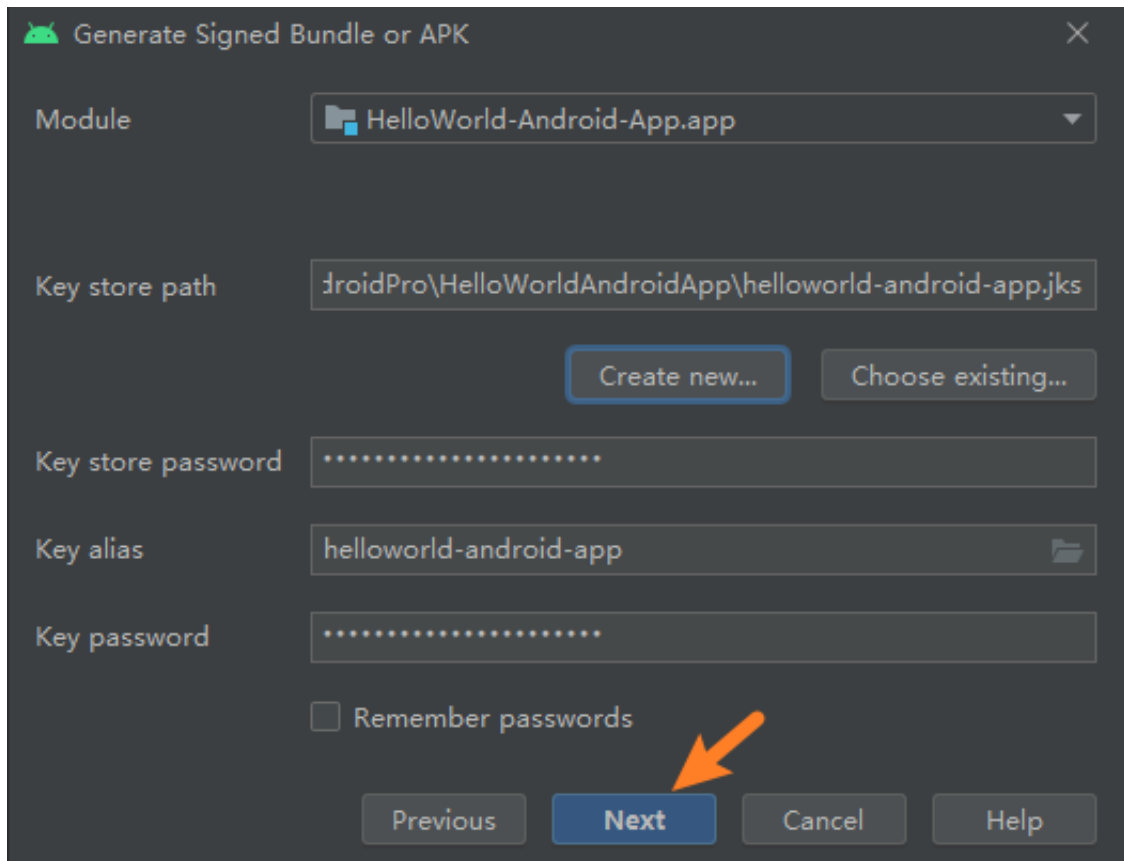 Generate Signed Bundle or APK
Module
HelloWorld-Android-App.app
Key store path
droidPro\HelloWorldAndroidApp\helloworld-android-app.jks
Create new...
Choose existing...
Key store password
••••••••••••••••••••••
Key alias
helloworld-android-app
Key password
••••••••••••••••••••••
Remember passwords
Previous
Next
Cancel
Help